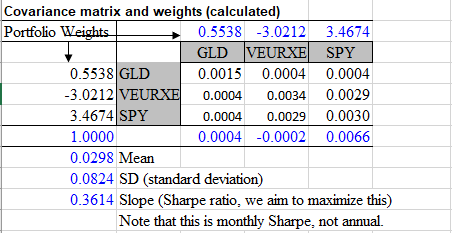 Covariance matrix and weights (calculated)
Portfolio Weights 0.5538 -3.0212 3.4674
GLD VEURXE SPY
0.5538 GLD 0.0015 0.0004 0.0004
-3.0212 VEURXE 0.0004 0.0034 0.0029
3.4674 SPY 0.0004 0.0029 0.0030
1.0000 0.0004 -0.0002 0.0066
0.0298 Mean
0.0824 SD (standard deviation)
0.3614 Slope (Sharpe ratio, we aim to maximize this)
Note that this is monthly Sharpe, not annual.